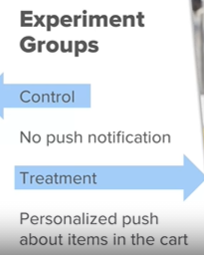 Experiment
Groups
Control
No push notification
Treatment
Personalized push
about items in the cart